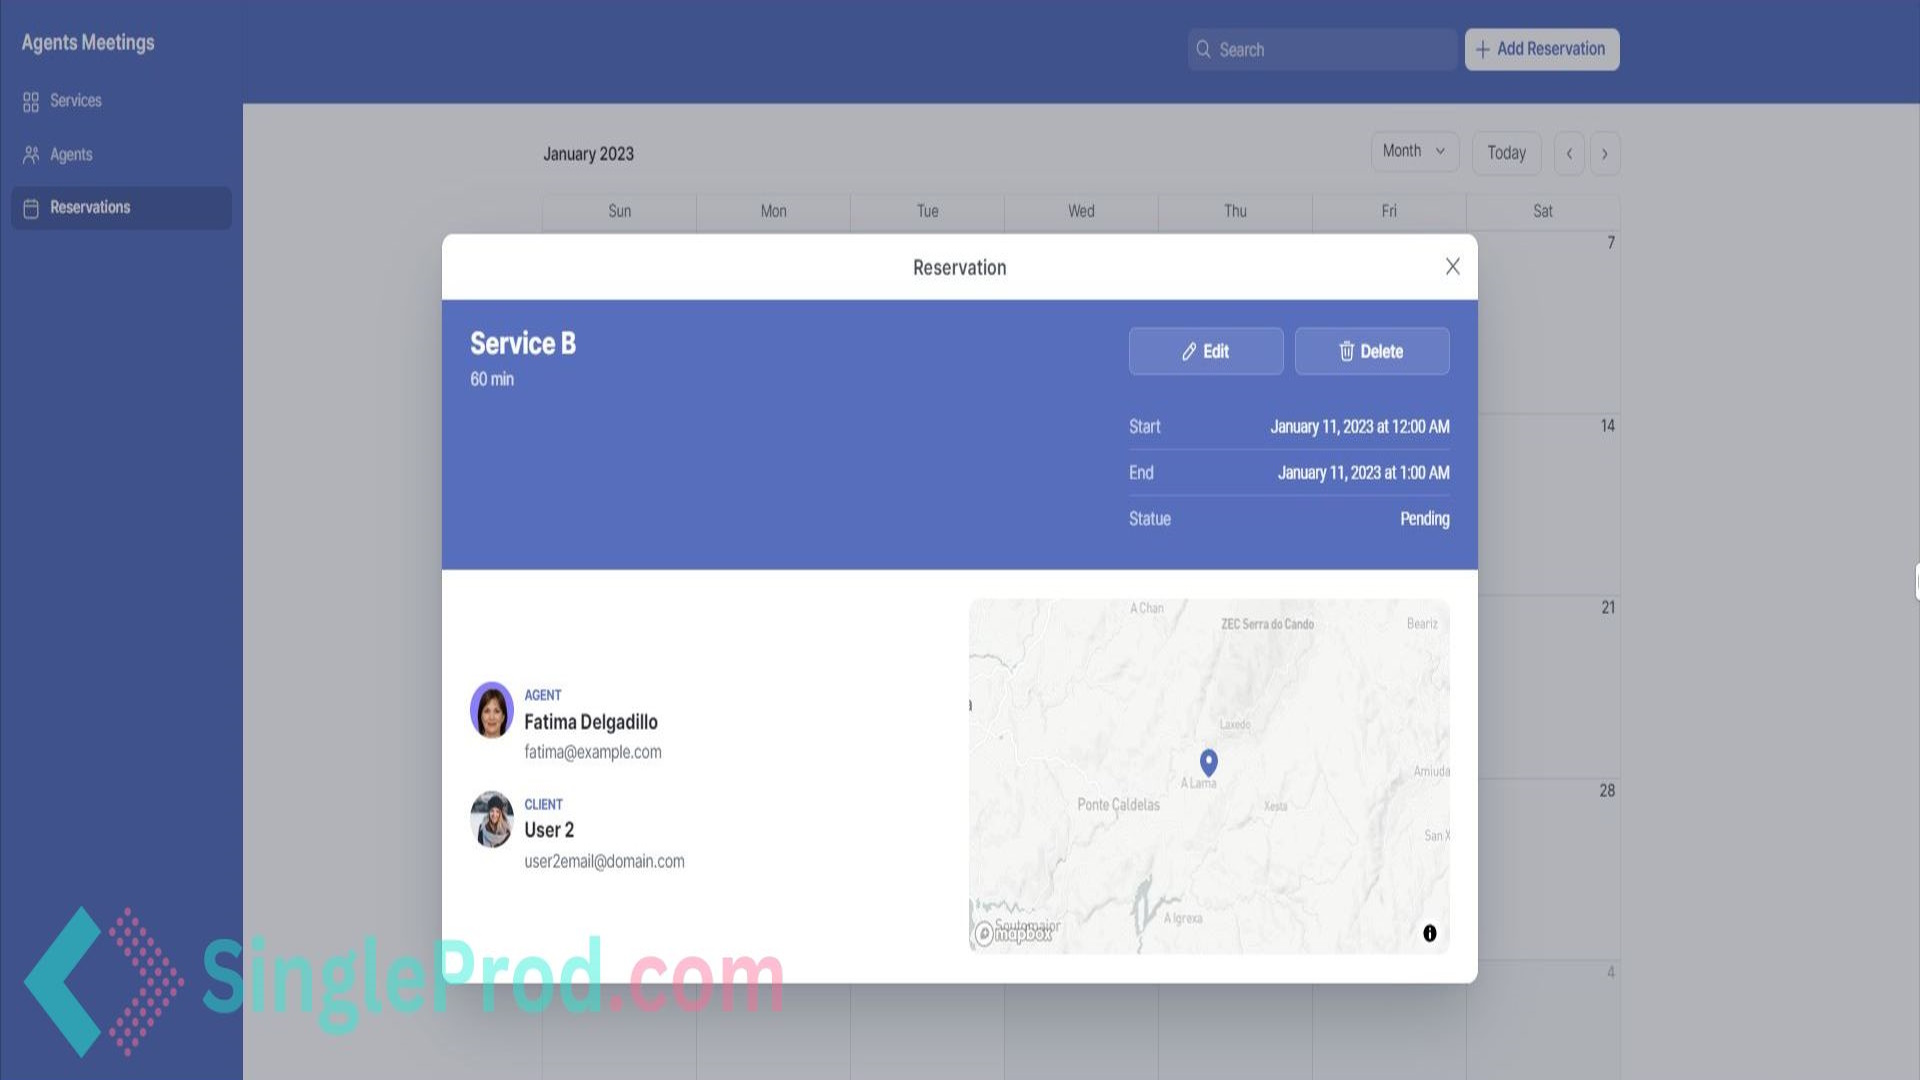 Agents Meetings
Services
Agents
Reservations
Search
Add Reservation
January 2023
Month
Today
Sun Mon Tue Wed Thu Fri Sat
7
14
21
28
4
Reservation
Service B
60 min
Edit
Delete
Start January 11, 2023 at 12:00 AM
End January 11, 2023 at 1:00 AM
Statue Pending
AGENT
Fatima Delgadillo
fatima@example.com
CLIENT
User 2
user2email@domain.com
A Chan
ZEC Serra do Cando
Beariz
a
Laxedo
Amiuda
A Lama
Ponte Caldelas
Xesta
San X
A Igrexa
Soutomaior
mapbox
SingleProd.com